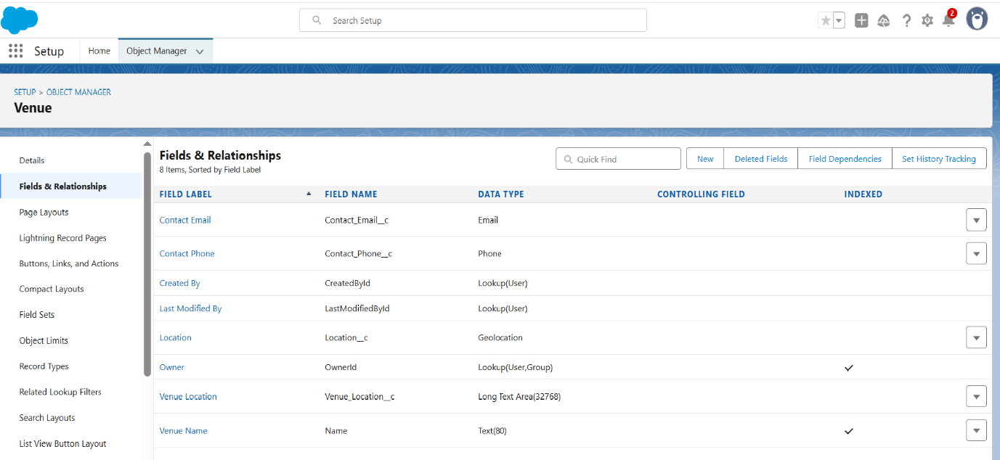 Search Setup
2
Setup
Home
Object Manager
SETUP > OBJECT MANAGER
Venue
Details
Fields & Relationships
Page Layouts
Lightning Record Pages
Buttons, Links, and Actions
Compact Layouts
Field Sets
Object Limits
Record Types
Related Lookup Filters
Search Layouts
List View Button Layout
Fields & Relationships
8 Items, Sorted by Field Label
Quick Find
New
Deleted Fields
Field Dependencies
Set History Tracking
FIELD LABEL FIELD NAME DATA TYPE CONTROLLING FIELD INDEXED
Contact Email Contact_Email__c Email
Contact Phone Contact_Phone__c Phone
Created By CreatedById Lookup(User)
Last Modified By LastModifiedById Lookup(User)
Location Location__c Geolocation
Owner OwnerId Lookup(User,Group)
Venue Location Venue_Location__c Long Text Area(32768)
Venue Name Name Text(80)